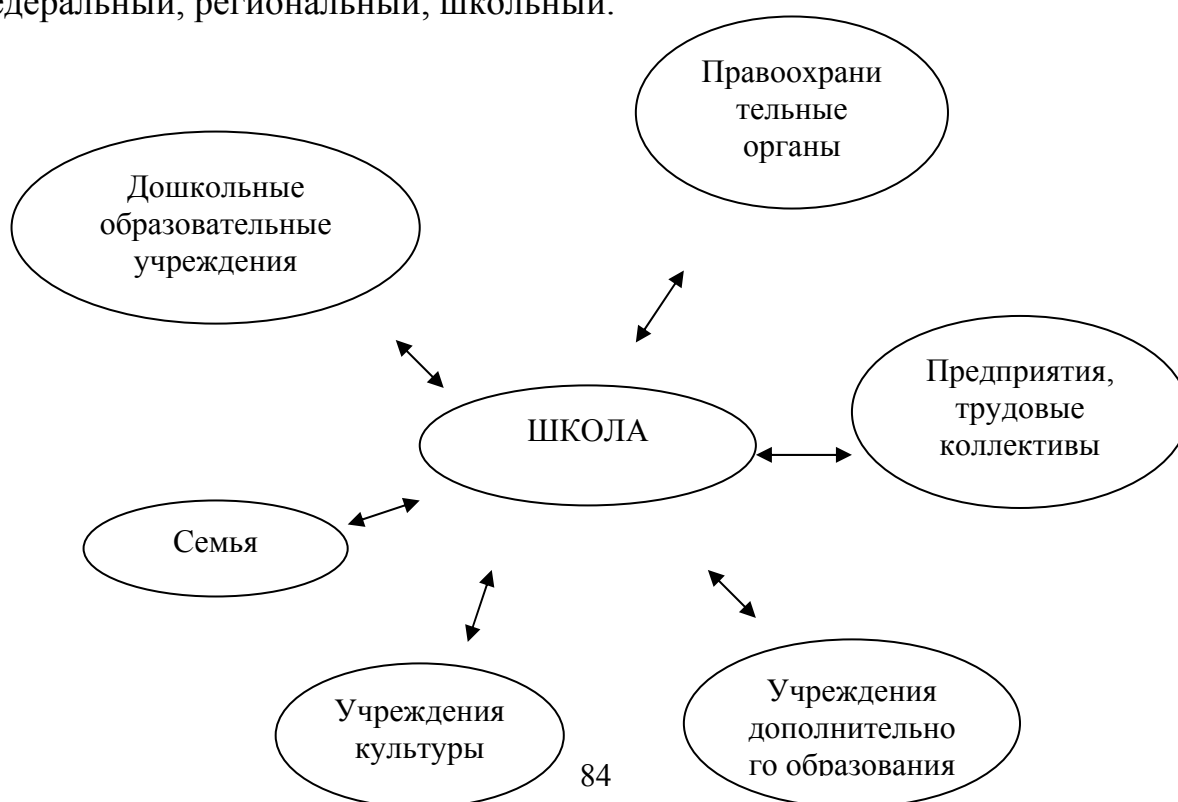 едеральный, региональный, школьный.
Правоохрани
тельные
органы
Дошкольные
образовательные
учреждения
Предприятия,
трудовые
коллективы
ШКОЛА
Семья
Учреждения
культуры
Учреждения
дополнительно
го образования
84